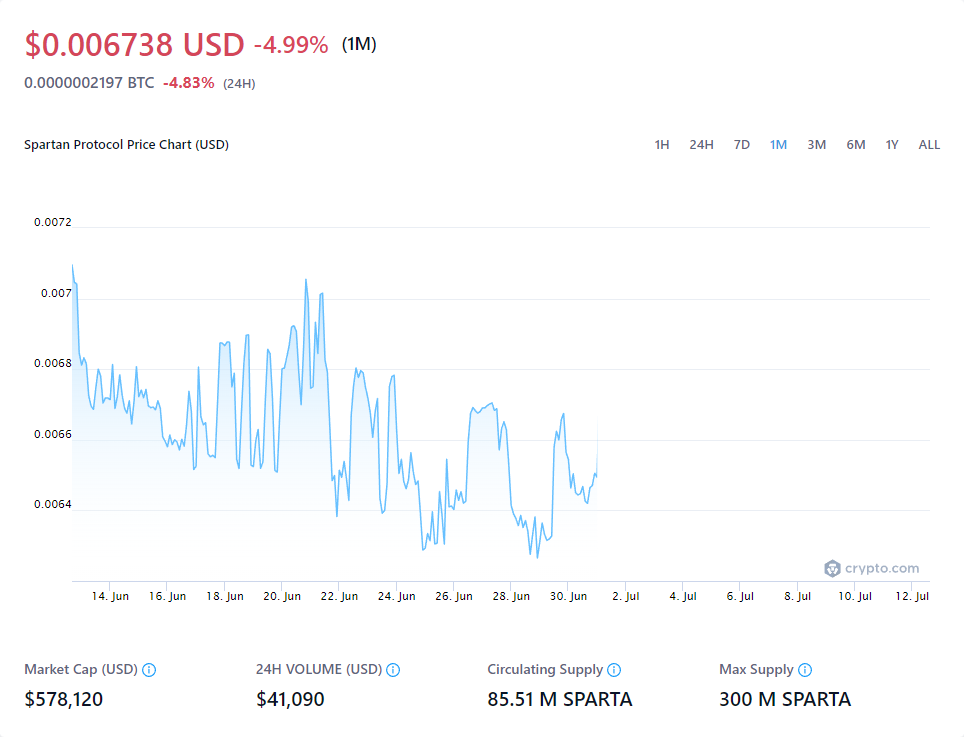 $0.006738 USD -4.99% (1M)
0.0000002197 BTC -4.83% (24H)
Spartan Protocol Price Chart (USD) 1H 24H 7D 1M 3M 6M 1Y ALL
0.0072
0.007
0.0068
0.0066
0.0064
crypto.com
14. Jun 16. Jun 18. Jun 20. Jun 22. Jun 24. Jun 26. Jun 28. Jun 30. Jun 2. Jul 4. Jul 6. Jul 8. Jul 10. Jul 12. Jul
Market Cap (USD) 24H VOLUME (USD) Circulating Supply Max Supply
$578,120 $41,090 85.51 M SPARTA 300 M SPARTA